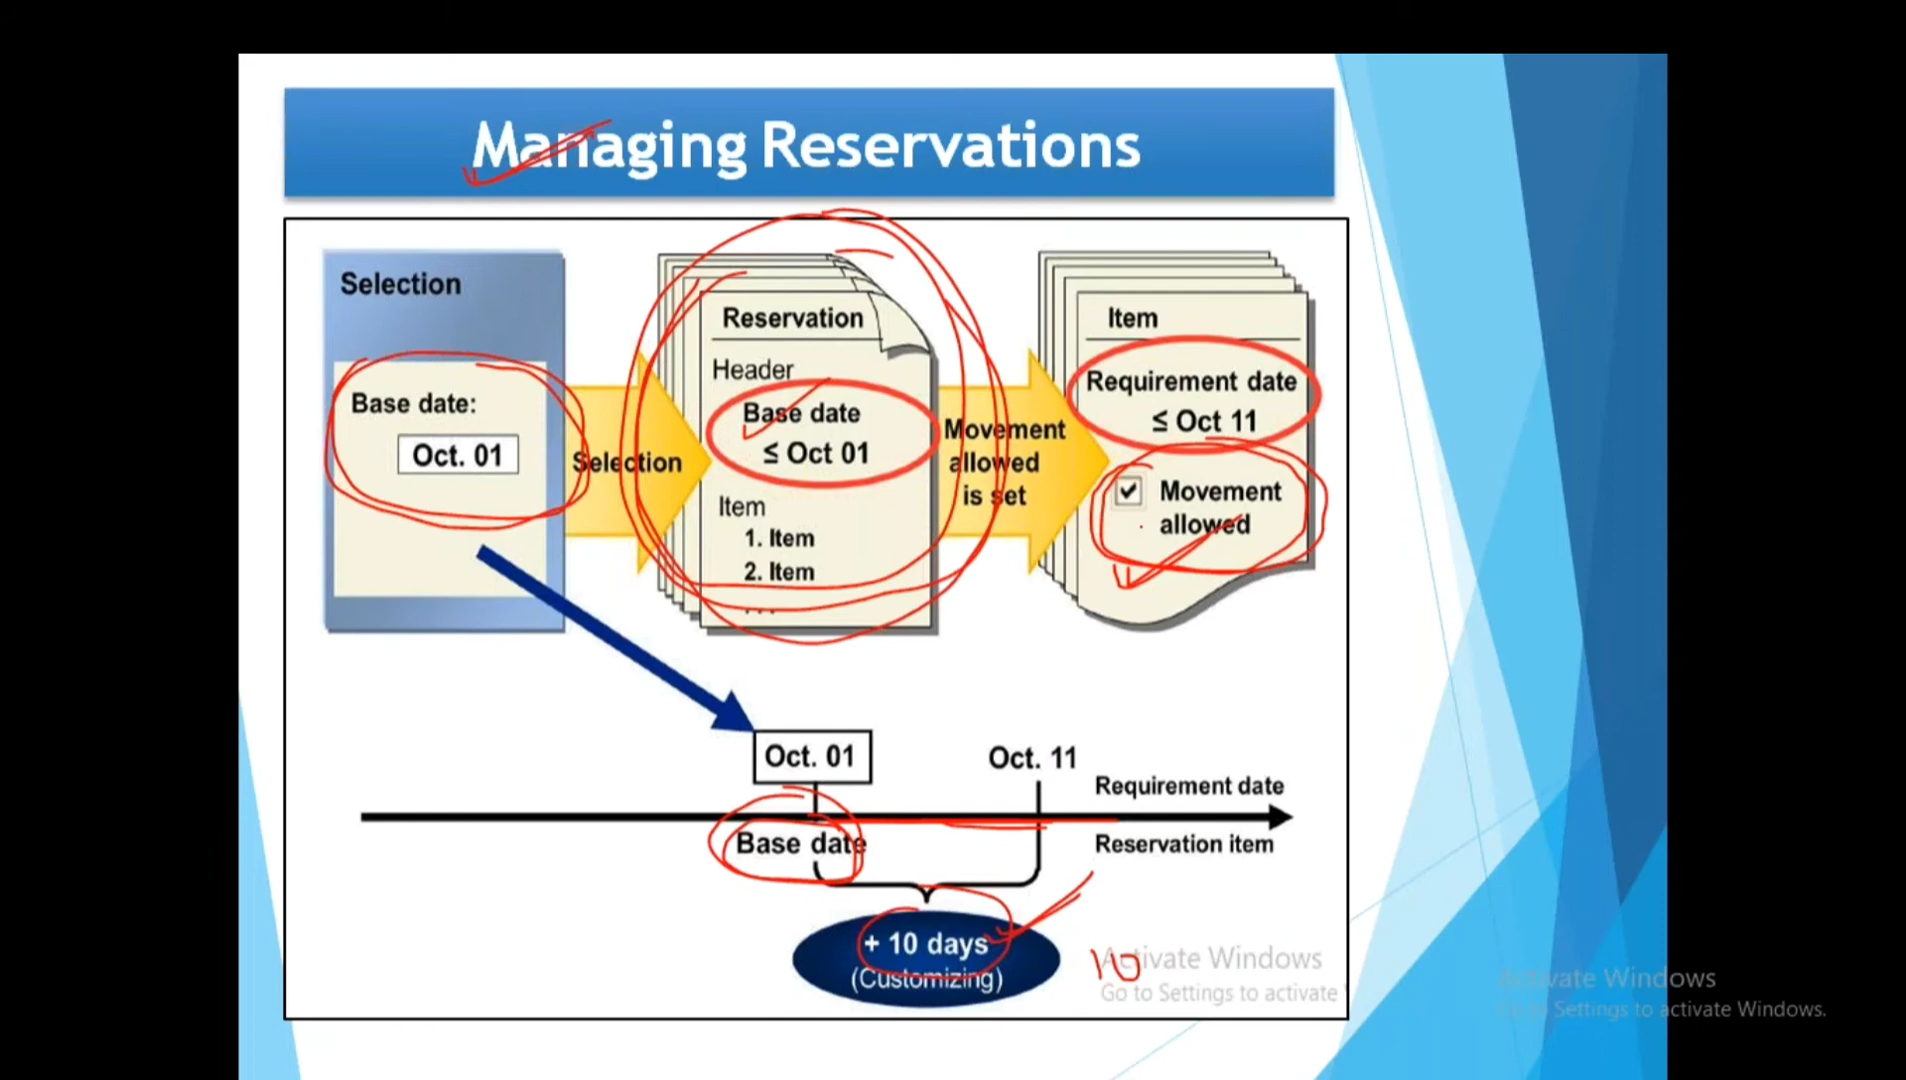 Managing Reservations
Selection
Base date:
Oct. 01
Selection
Reservation
Header
Base date
≤ Oct 01
Item
1. Item
2. Item
...
Movement
allowed
is set
Item
Requirement date
≤ Oct 11
Movement
allowed
Oct. 01
Oct. 11
Requirement date
Base date
Reservation item
+ 10 days
(Customizing)
10
Activate Windows
Go to Settings to activate
Activate Windows
Go to Settings to activate Windows.